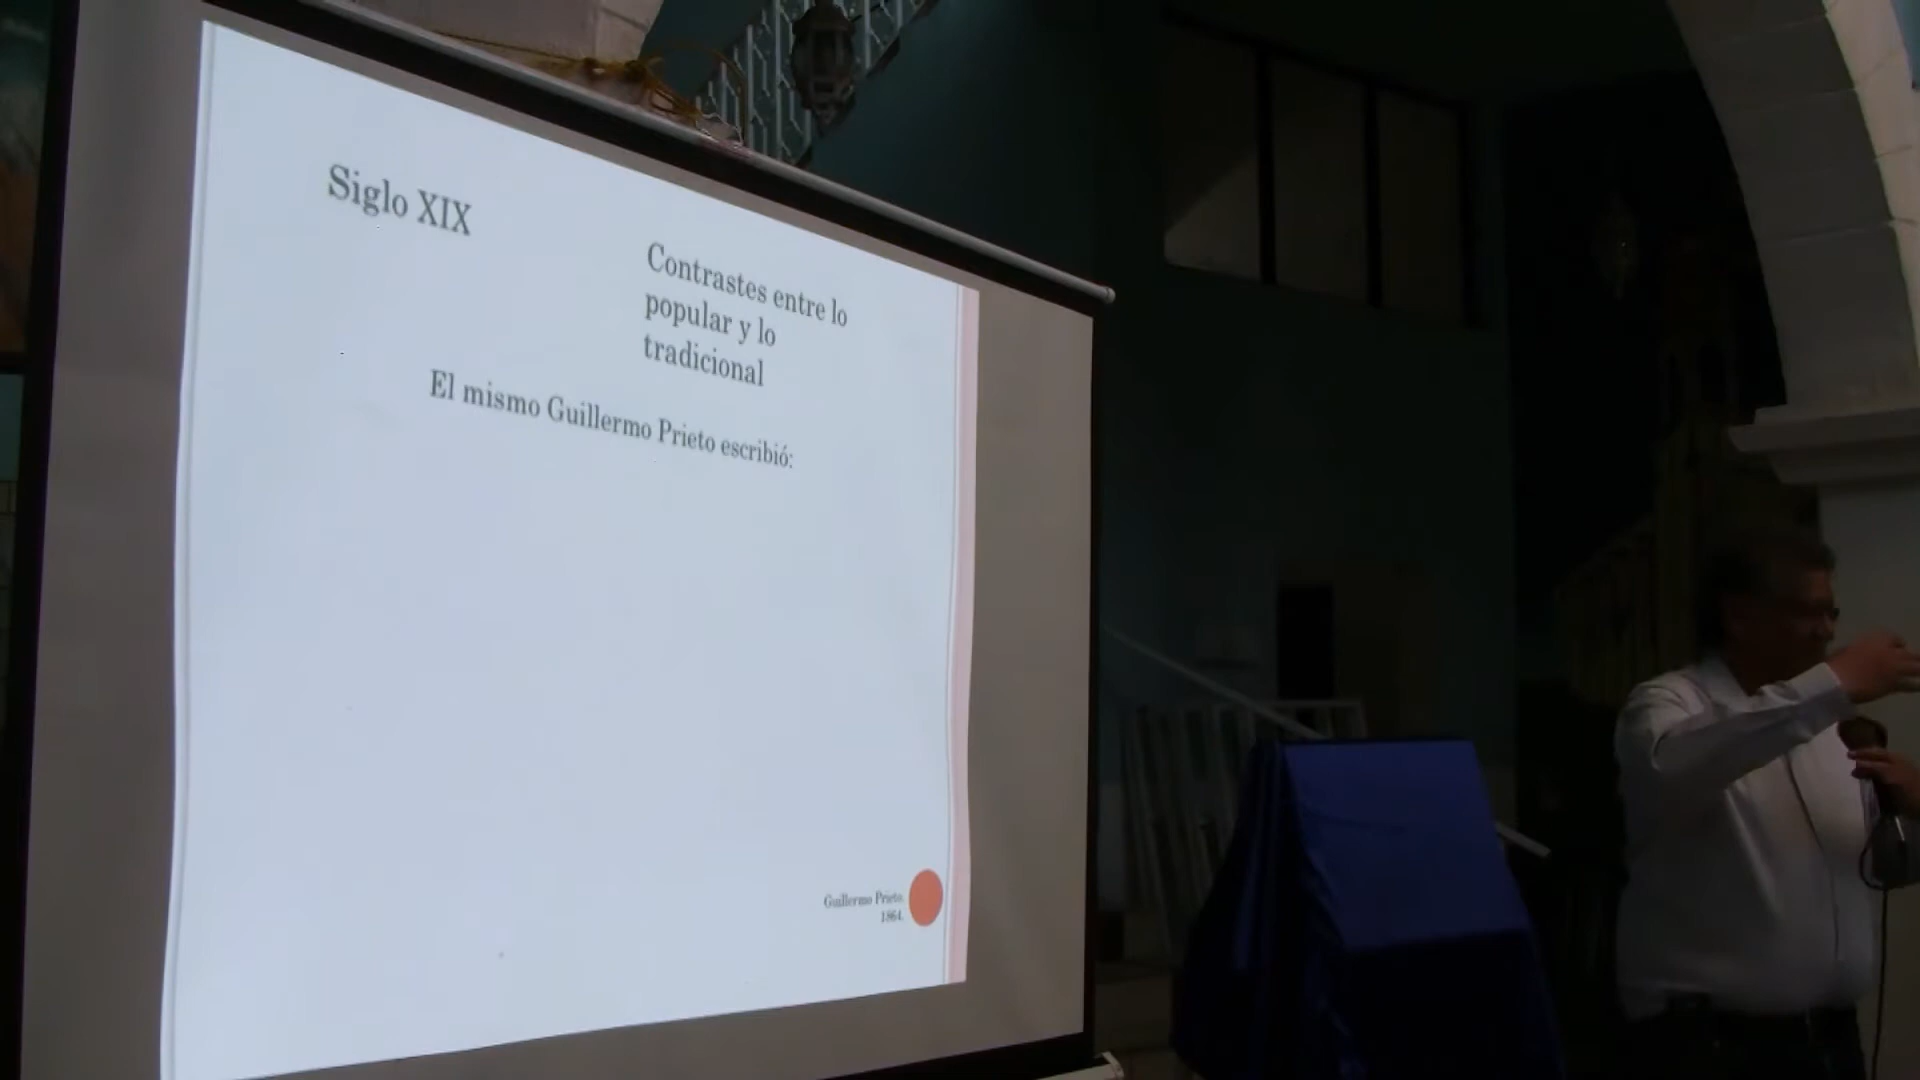 Siglo XIX
Contrastes entre lo
popular y lo
tradicional
El mismo Guillermo Prieto escribió:
Guillermo Prieto,
1864.